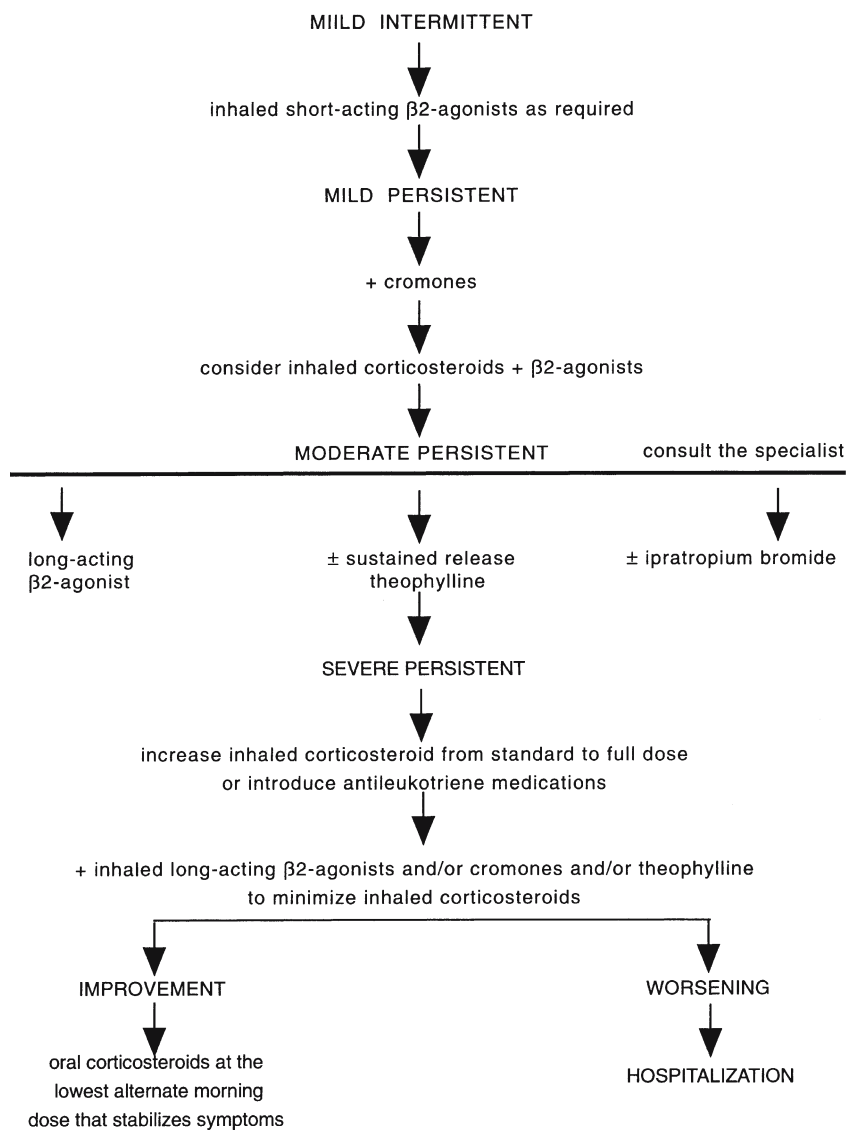 MIILD INTERMITTENT
inhaled short-acting β2-agonists as required
MILD PERSISTENT
+ cromones
consider inhaled corticosteroids + β2-agonists
MODERATE PERSISTENT
consult the specialist
long-acting
β2-agonist
± sustained release
theophylline
± ipratropium bromide
SEVERE PERSISTENT
increase inhaled corticosteroid from standard to full dose
or introduce antileukotriene medications
+ inhaled long-acting β2-agonists and/or cromones and/or theophylline
to minimize inhaled corticosteroids
IMPROVEMENT
oral corticosteroids at the
lowest alternate morning
dose that stabilizes symptoms
WORSENING
HOSPITALIZATION